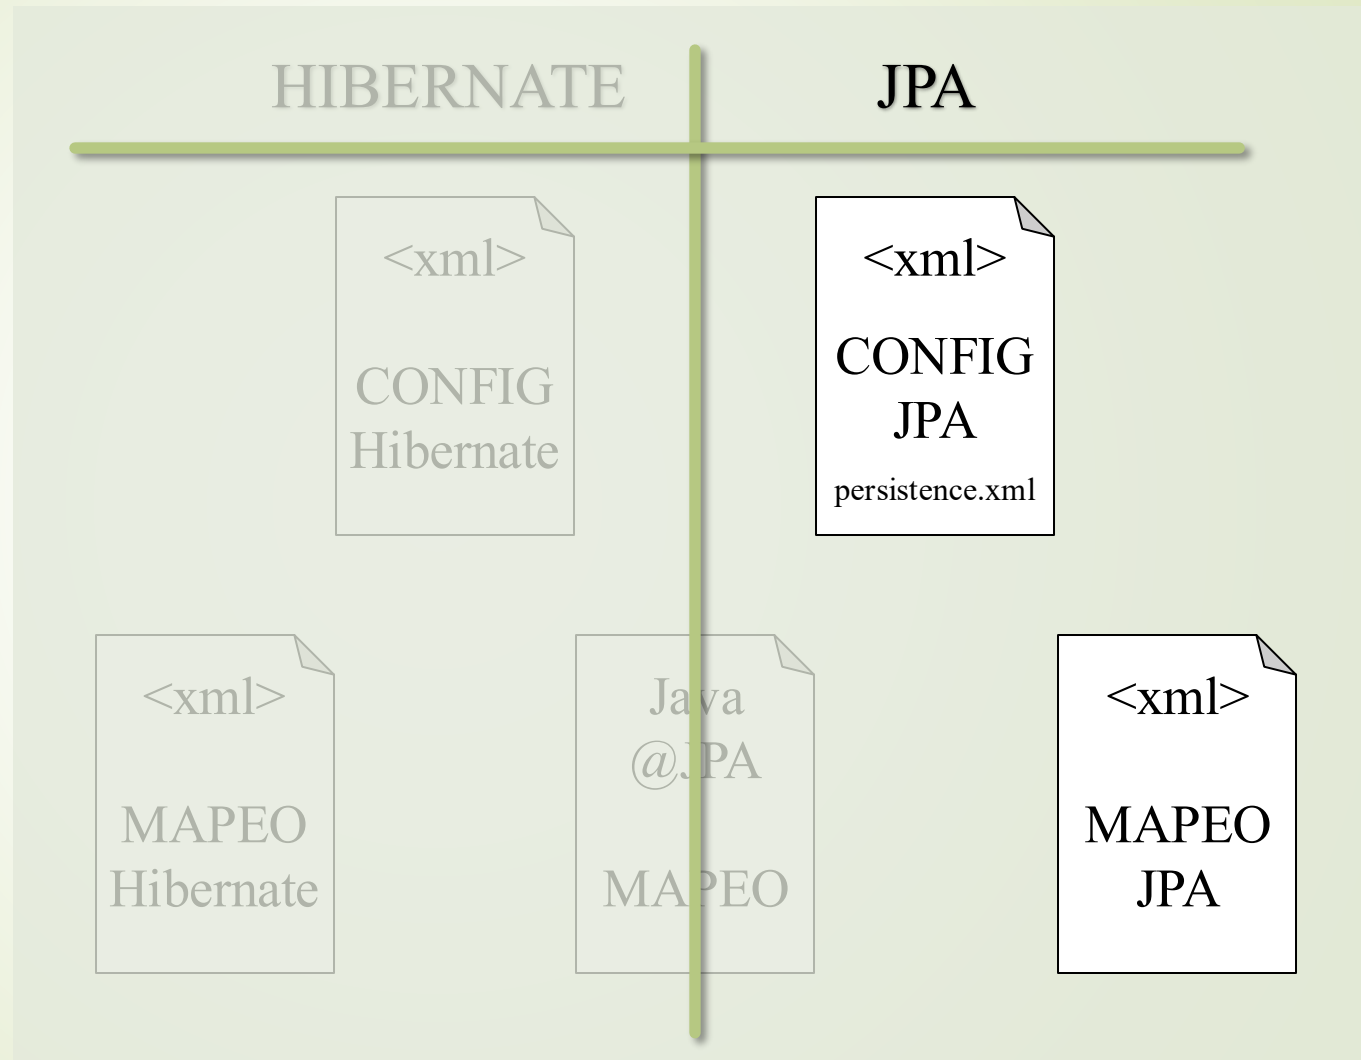 HIBERNATE
JPA
<xml>
CONFIG
Hibernate
<xml>
CONFIG
JPA
persistence.xml
<xml>
MAPEO
Hibernate
Java
@JPA
MAPEO
<xml>
MAPEO
JPA